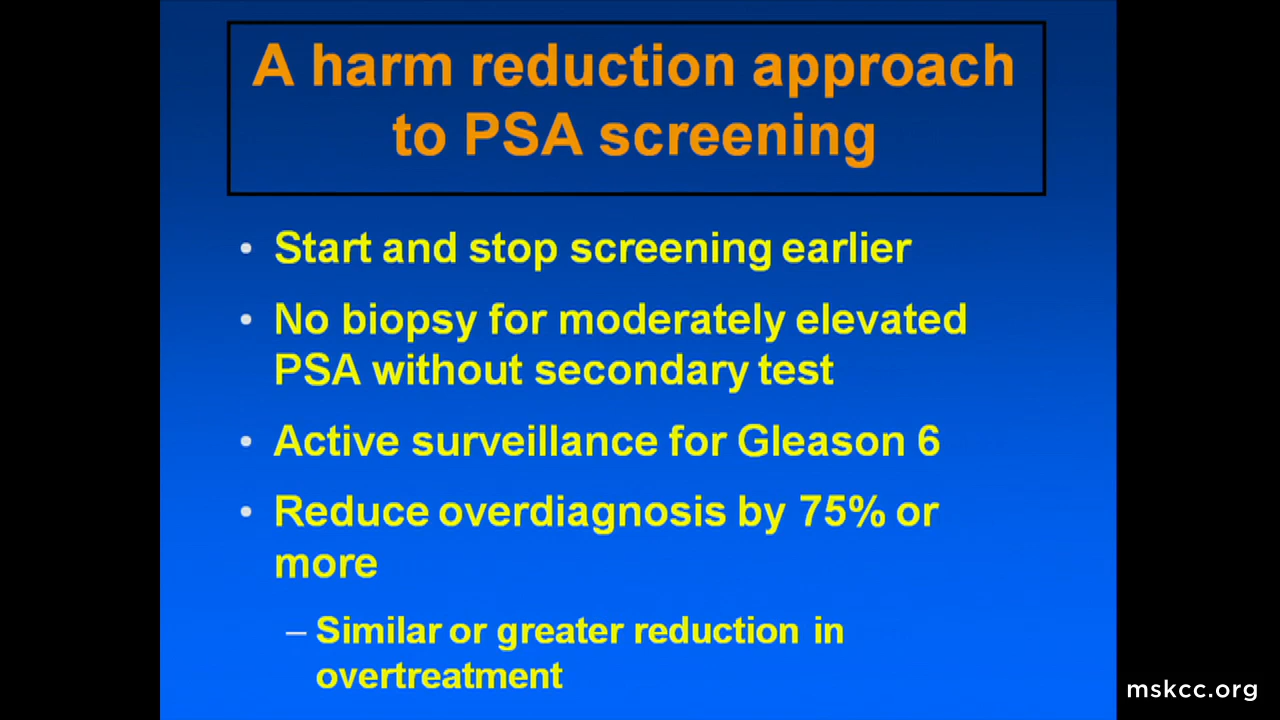 A harm reduction approach
to PSA screening
• Start and stop screening earlier
• No biopsy for moderately elevated
PSA without secondary test
• Active surveillance for Gleason 6
• Reduce overdiagnosis by 75% or
more
– Similar or greater reduction in
overtreatment
mskcc.org